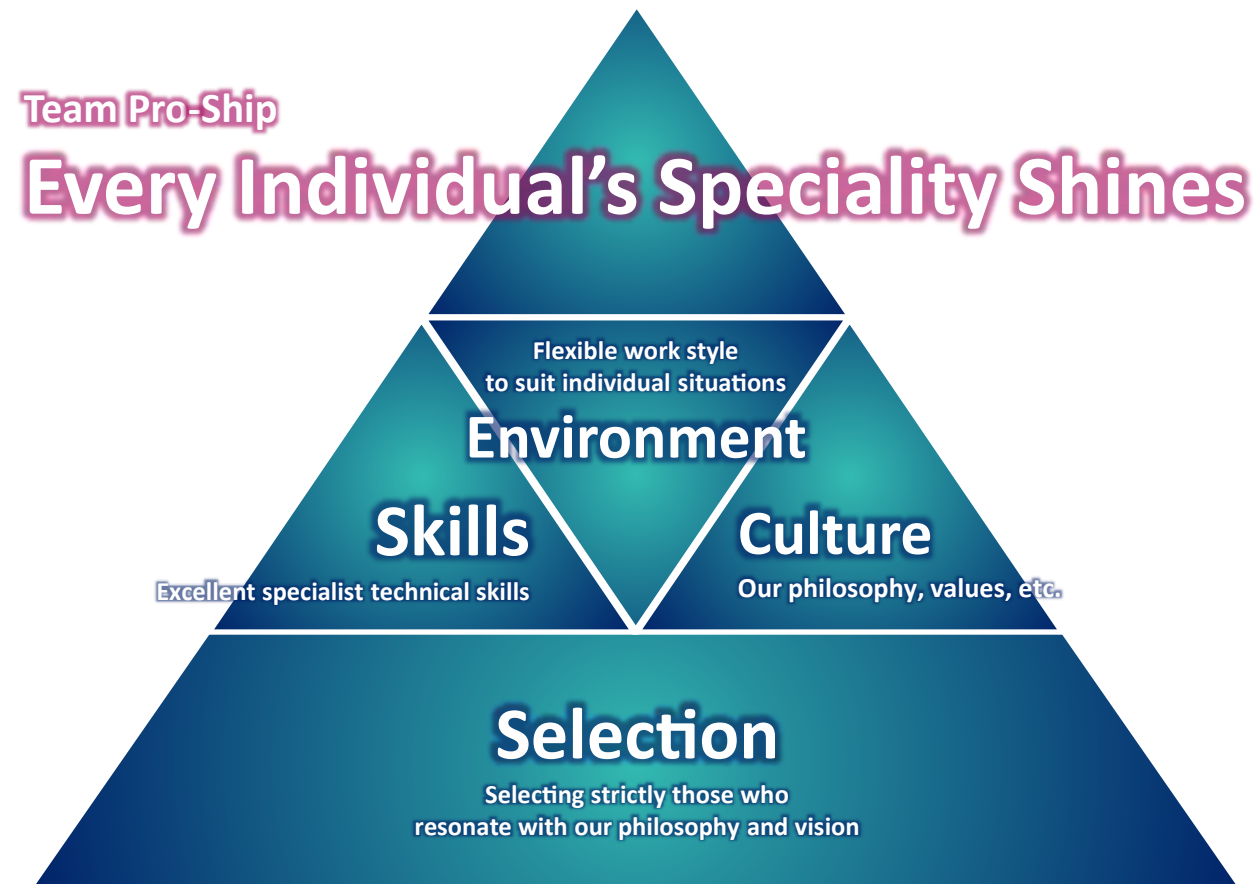 Team Pro-Ship
Every Individual’s Speciality Shines
Flexible work style
to suit individual situations
Environment
Skills
Excellent specialist technical skills
Culture
Our philosophy, values, etc.
Selection
Selecting strictly those who
resonate with our philosophy and vision